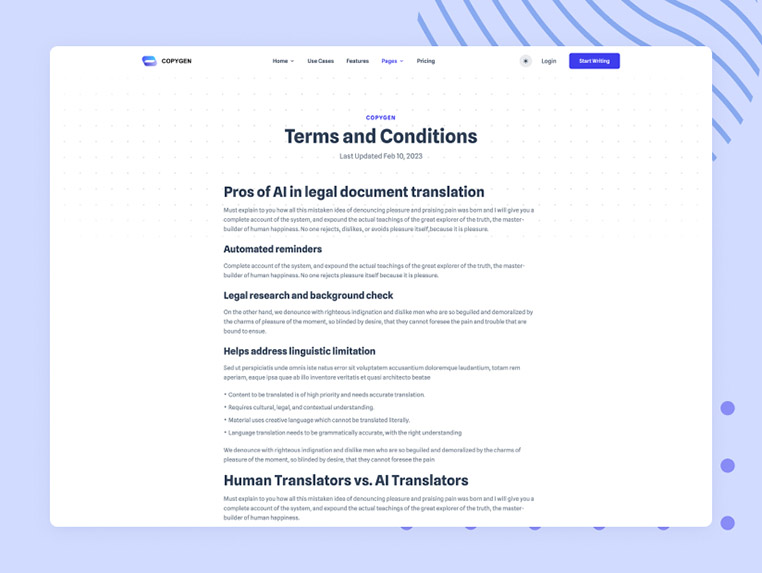 COPYGEN
Home Use Cases Features Pages Pricing
Login Start Writing
COPYGEN
Terms and Conditions
Last Updated Feb 10, 2023
Pros of AI in legal document translation
Must explain to you how all this mistaken idea of denouncing pleasure and praising pain was born and I will give you a
complete account of the system, and expound the actual teachings of the great explorer of the truth, the master-
builder of human happiness. No one rejects, dislikes, or avoids pleasure itself,because it is pleasure.
Automated reminders
Complete account of the system, and expound the actual teachings of the great explorer of the truth, the master-
builder of human happiness. No one rejects pleasure itself because it is pleasure.
Legal research and background check
On the other hand, we denounce with righteous indignation and dislike men who are so beguiled and demoralized by
the charms of pleasure of the moment, so blinded by desire, that they cannot foresee the pain and trouble that are
bound to ensue.
Helps address linguistic limitation
Sed ut perspiciatis unde omnis iste natus error sit voluptatem accusantium doloremque laudantium, totam rem
aperiam, eaque ipsa quae ab illo inventore veritatis et quasi architecto beatae
* Content to be translated is of high priority and needs accurate translation.
* Requires cultural, legal, and contextual understanding.
* Material uses creative language which cannot be translated literally.
* Language translation needs to be grammatically accurate, with the right understanding
We denounce with righteous indignation and dislike men who are so beguiled and demoralized by the charms of
pleasure of the moment, so blinded by desire, that they cannot foresee the pain
Human Translators vs. AI Translators
Must explain to you how all this mistaken idea of denouncing pleasure and praising pain was born and I will give you a
complete account of the system, and expound the actual teachings of the great explorer of the truth, the master-
builder of human happiness.